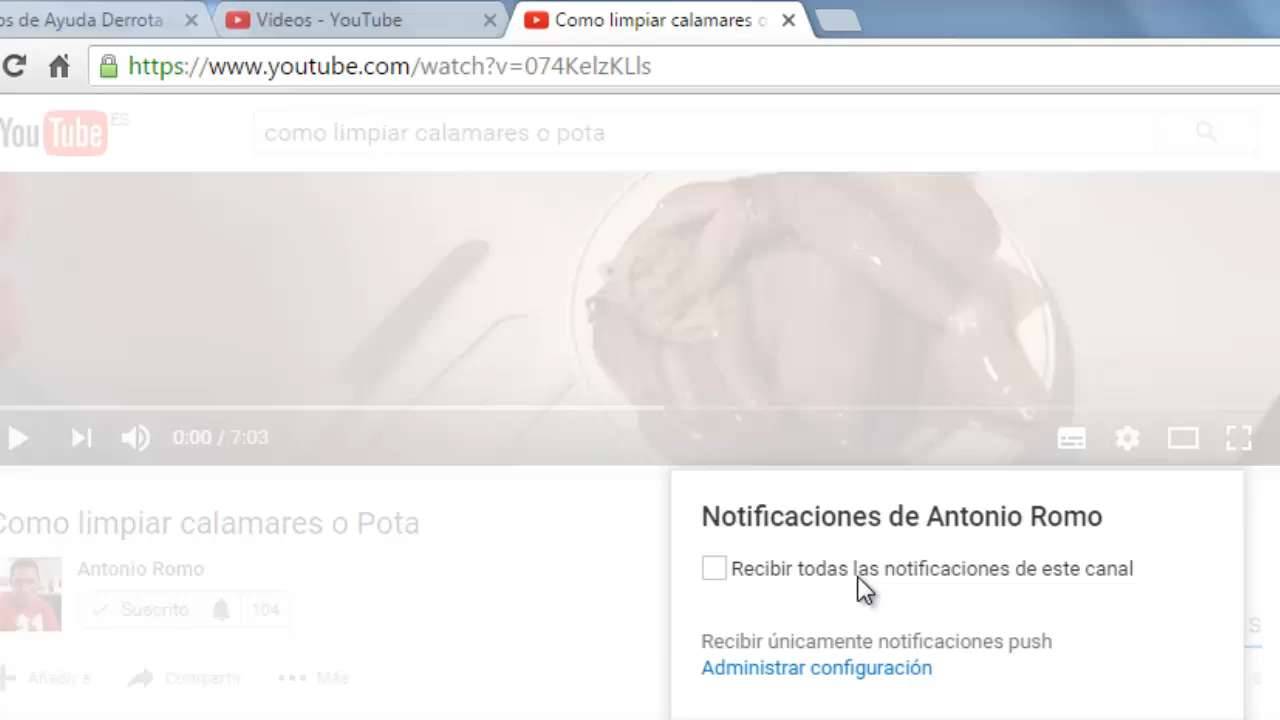 os de Ayuda Derrota
Videos - YouTube
Como limpiar calamares o
https://www.youtube.com/watch?v=074KelzKLls
YouTube ES
como limpiar calamares o pota
0:00 / 7:03
Como limpiar calamares o Pota
Antonio Romo
Suscrito 104
Añadir a Compartir Más
Notificaciones de Antonio Romo
Recibir todas las notificaciones de este canal
Recibir únicamente notificaciones push
Administrar configuración